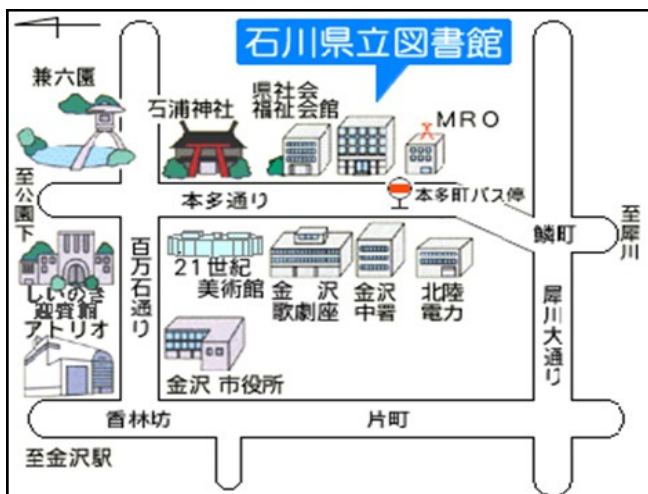 石川県立図書館
兼六園
石浦神社
県社会
福祉会館
MRO
至公園下
本多通り
本多町バス停
鱗町
至犀川
百万石通り
21世紀
美術館
金沢
歌劇座
金沢
中署
北陸
電力
しいのき
迎賓館
アトリオ
金沢市役所
犀川大通り
香林坊
片町
至金沢駅